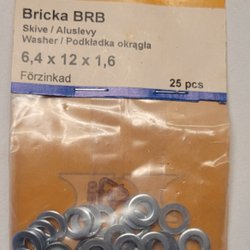 Bricka BRB
Skive / Aluslevy
Washer / Podkładka okrągła
6,4 x 12 x 1,6
Förzinkad
25 pcs